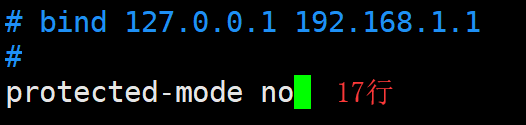 # bind 127.0.0.1 192.168.1.1
#
protected-mode no 17行